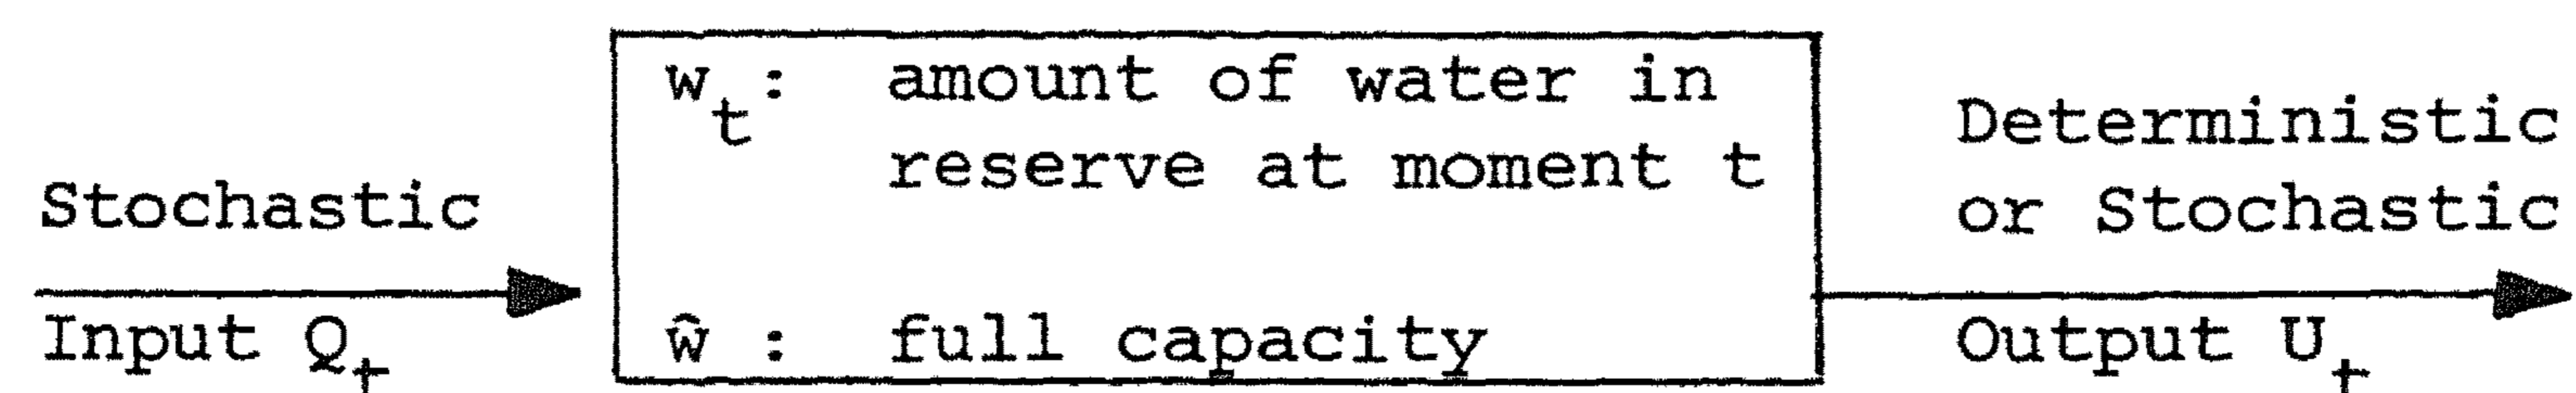 Stochastic
Input Q_t
w_t: amount of water in
reserve at moment t
ŵ : full capacity
Deterministic
or Stochastic
Output U_t